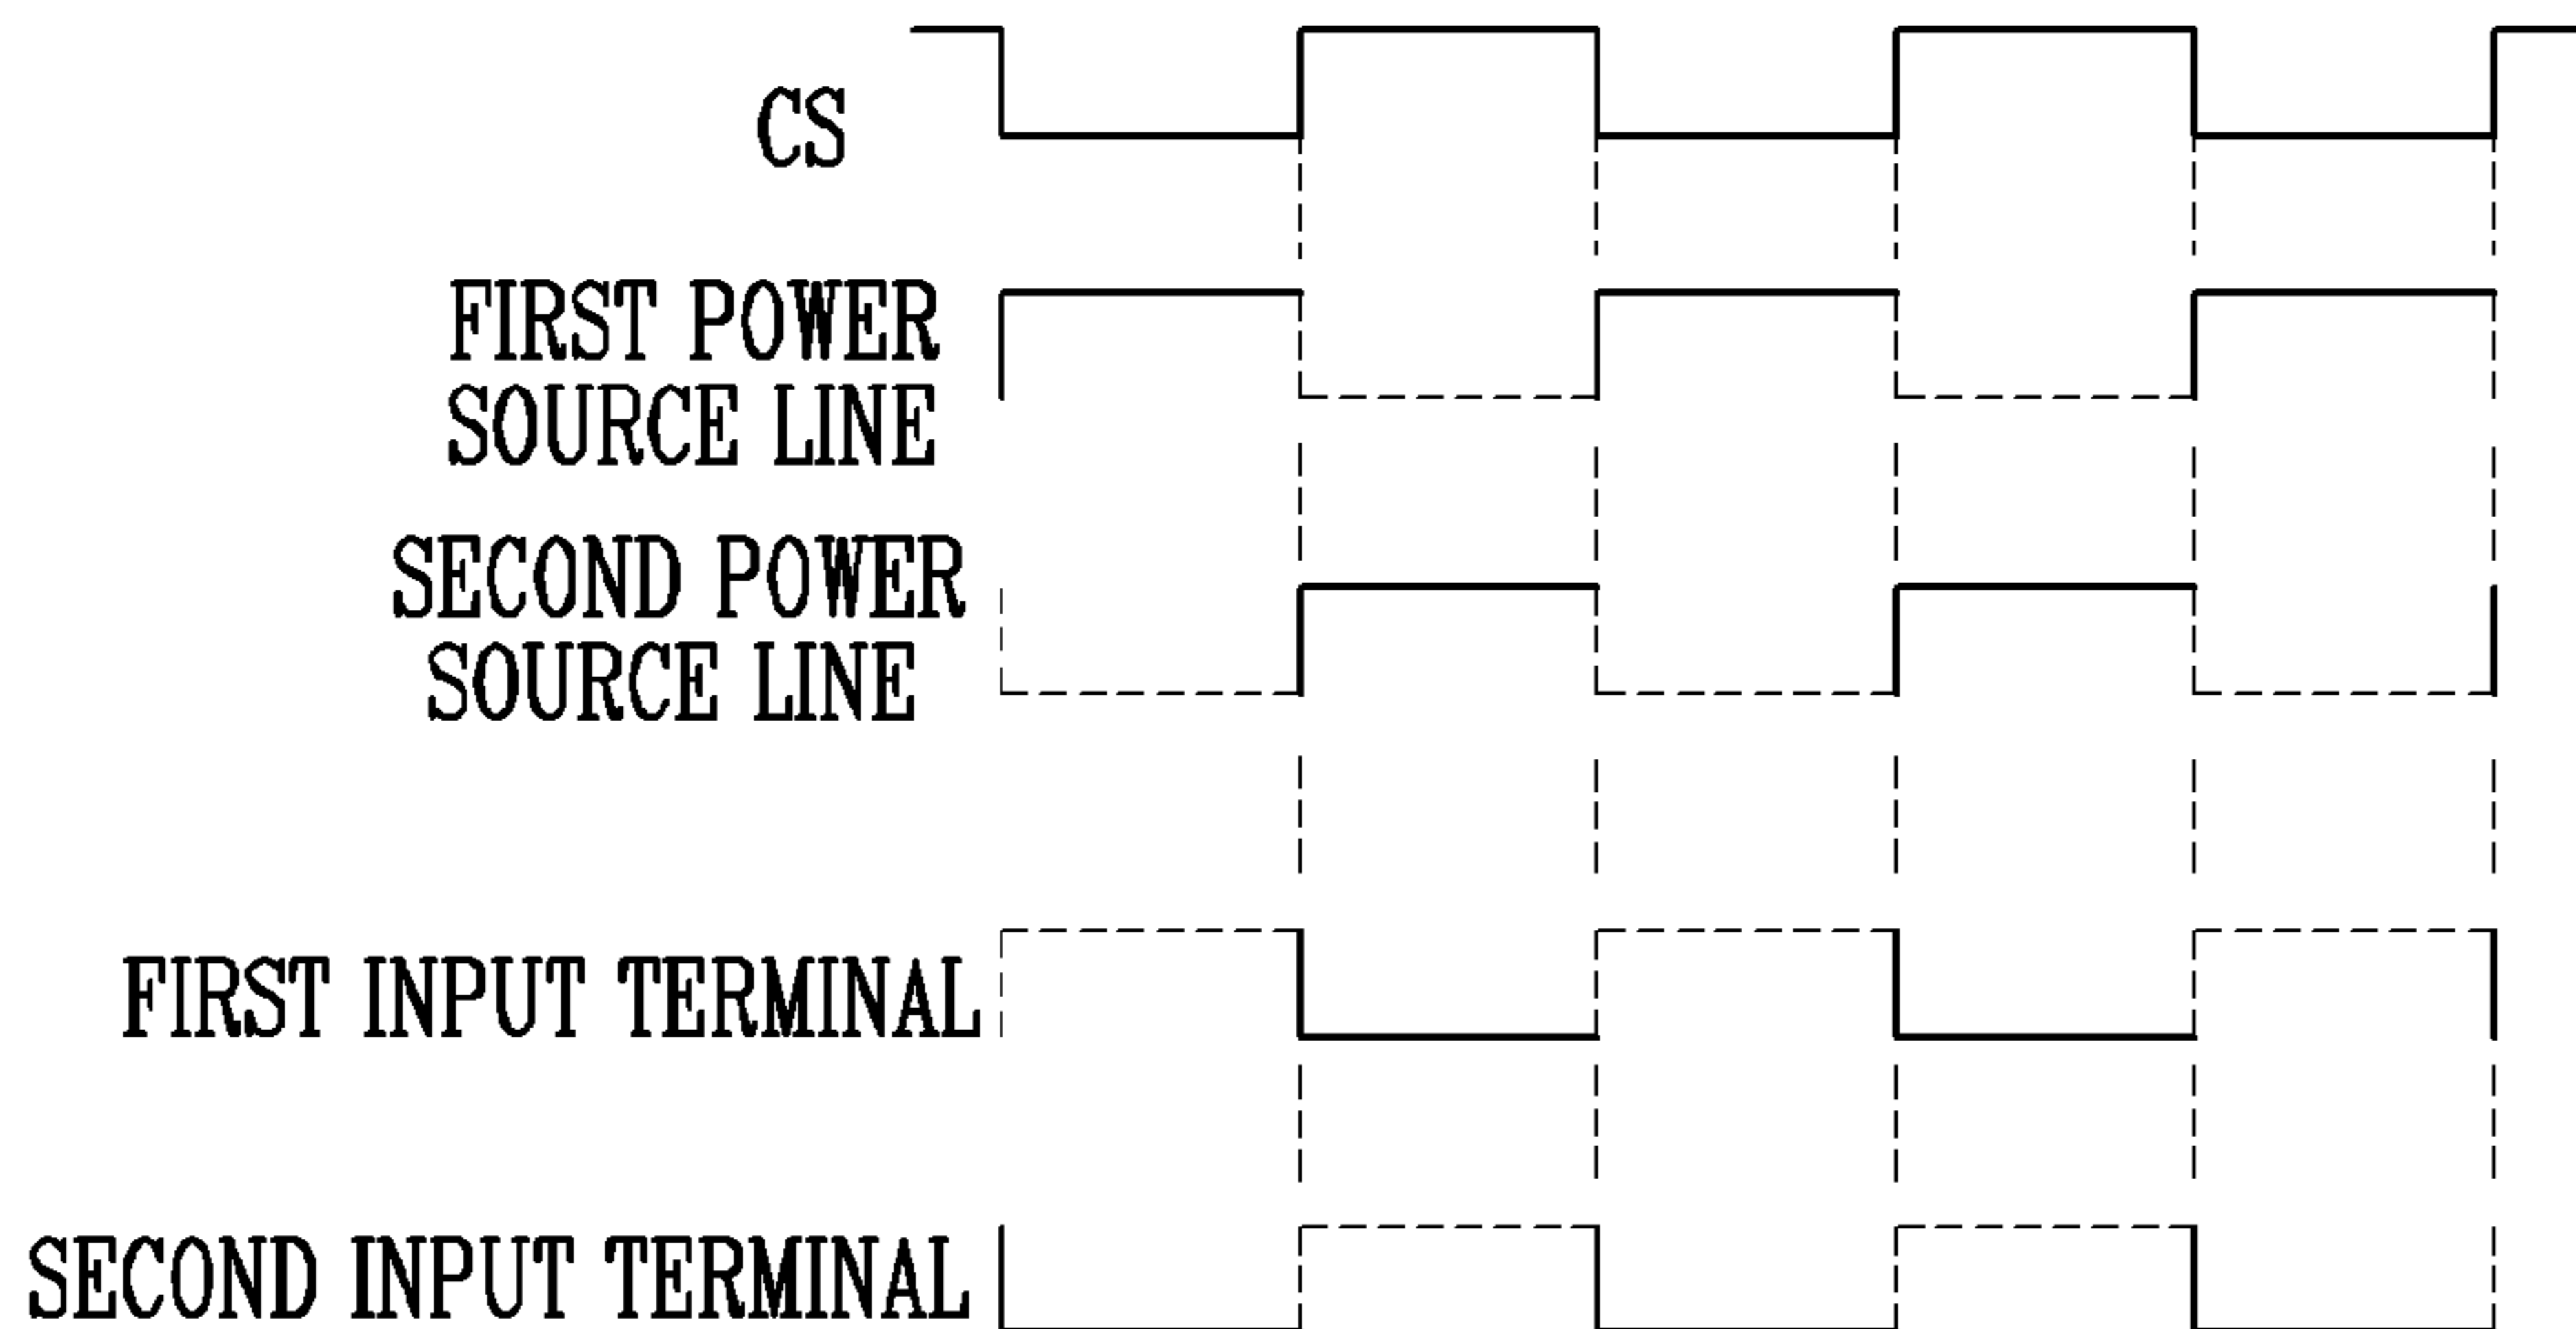 CS
FIRST POWER
SOURCE LINE
SECOND POWER
SOURCE LINE
FIRST INPUT TERMINAL
SECOND INPUT TERMINAL